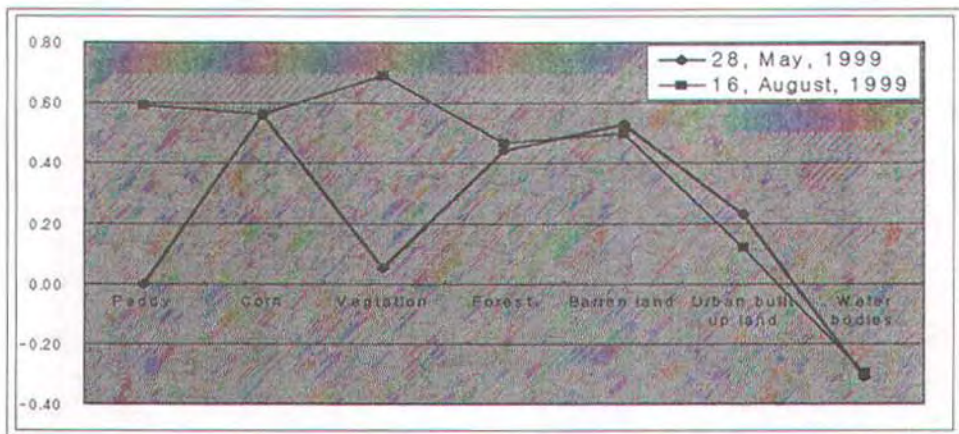 0.80
0.60
0.40
0.20
0.00
-0.20
-0.40
28, May, 1999
16, August, 1999
Paddy Corn Vegtation Forest Barren land Urban built Water
up land bodies